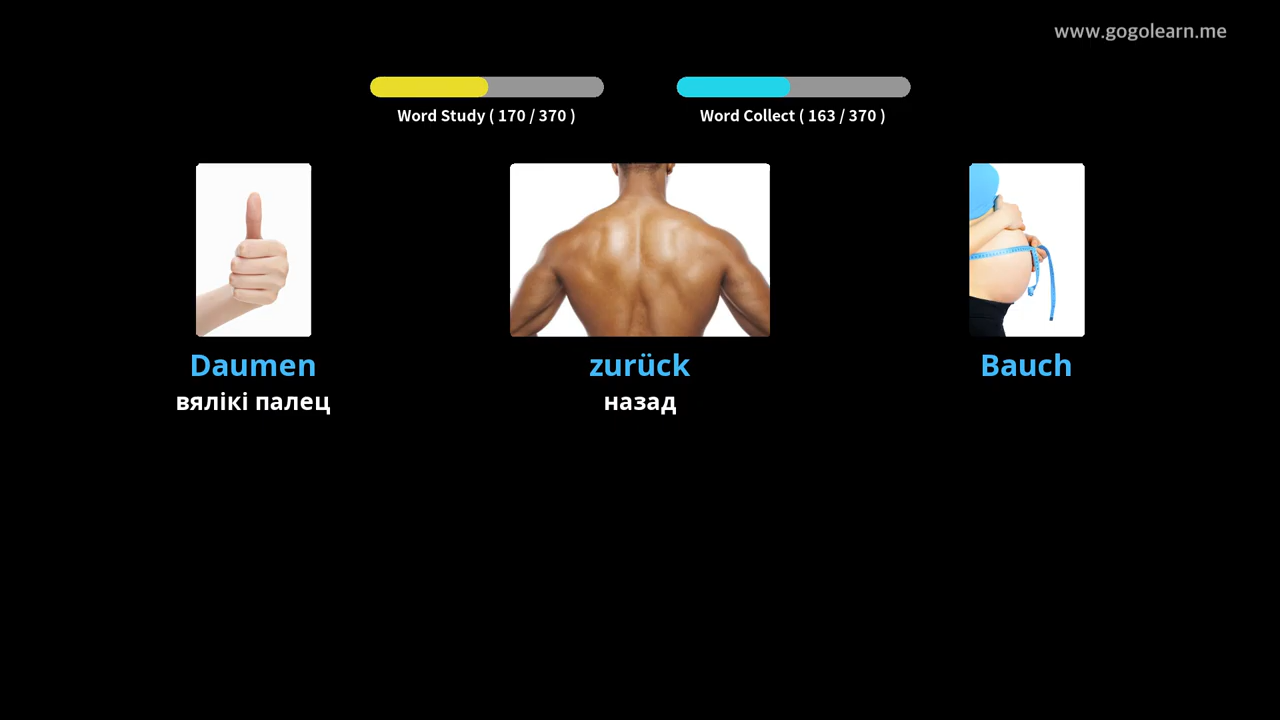 www.gogolearn.me
Word Study ( 170 / 370 )
Word Collect ( 163 / 370 )
Daumen
вялікі палец
zurück
назад
Bauch